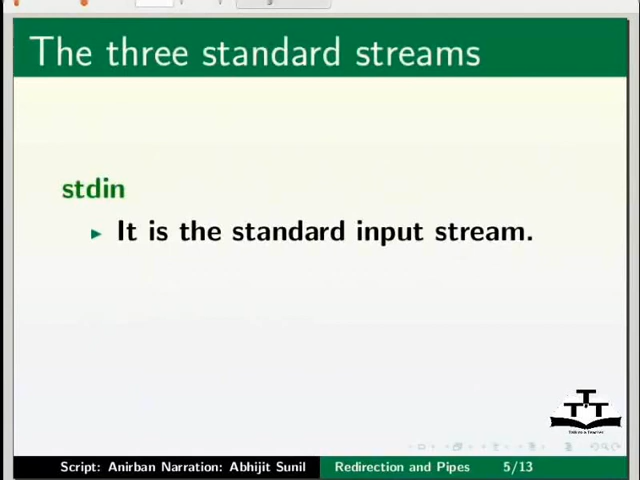 The three standard streams
stdin
It is the standard input stream.
TTT
Script: Anirban Narration: Abhijit Sunil Redirection and Pipes 5/13